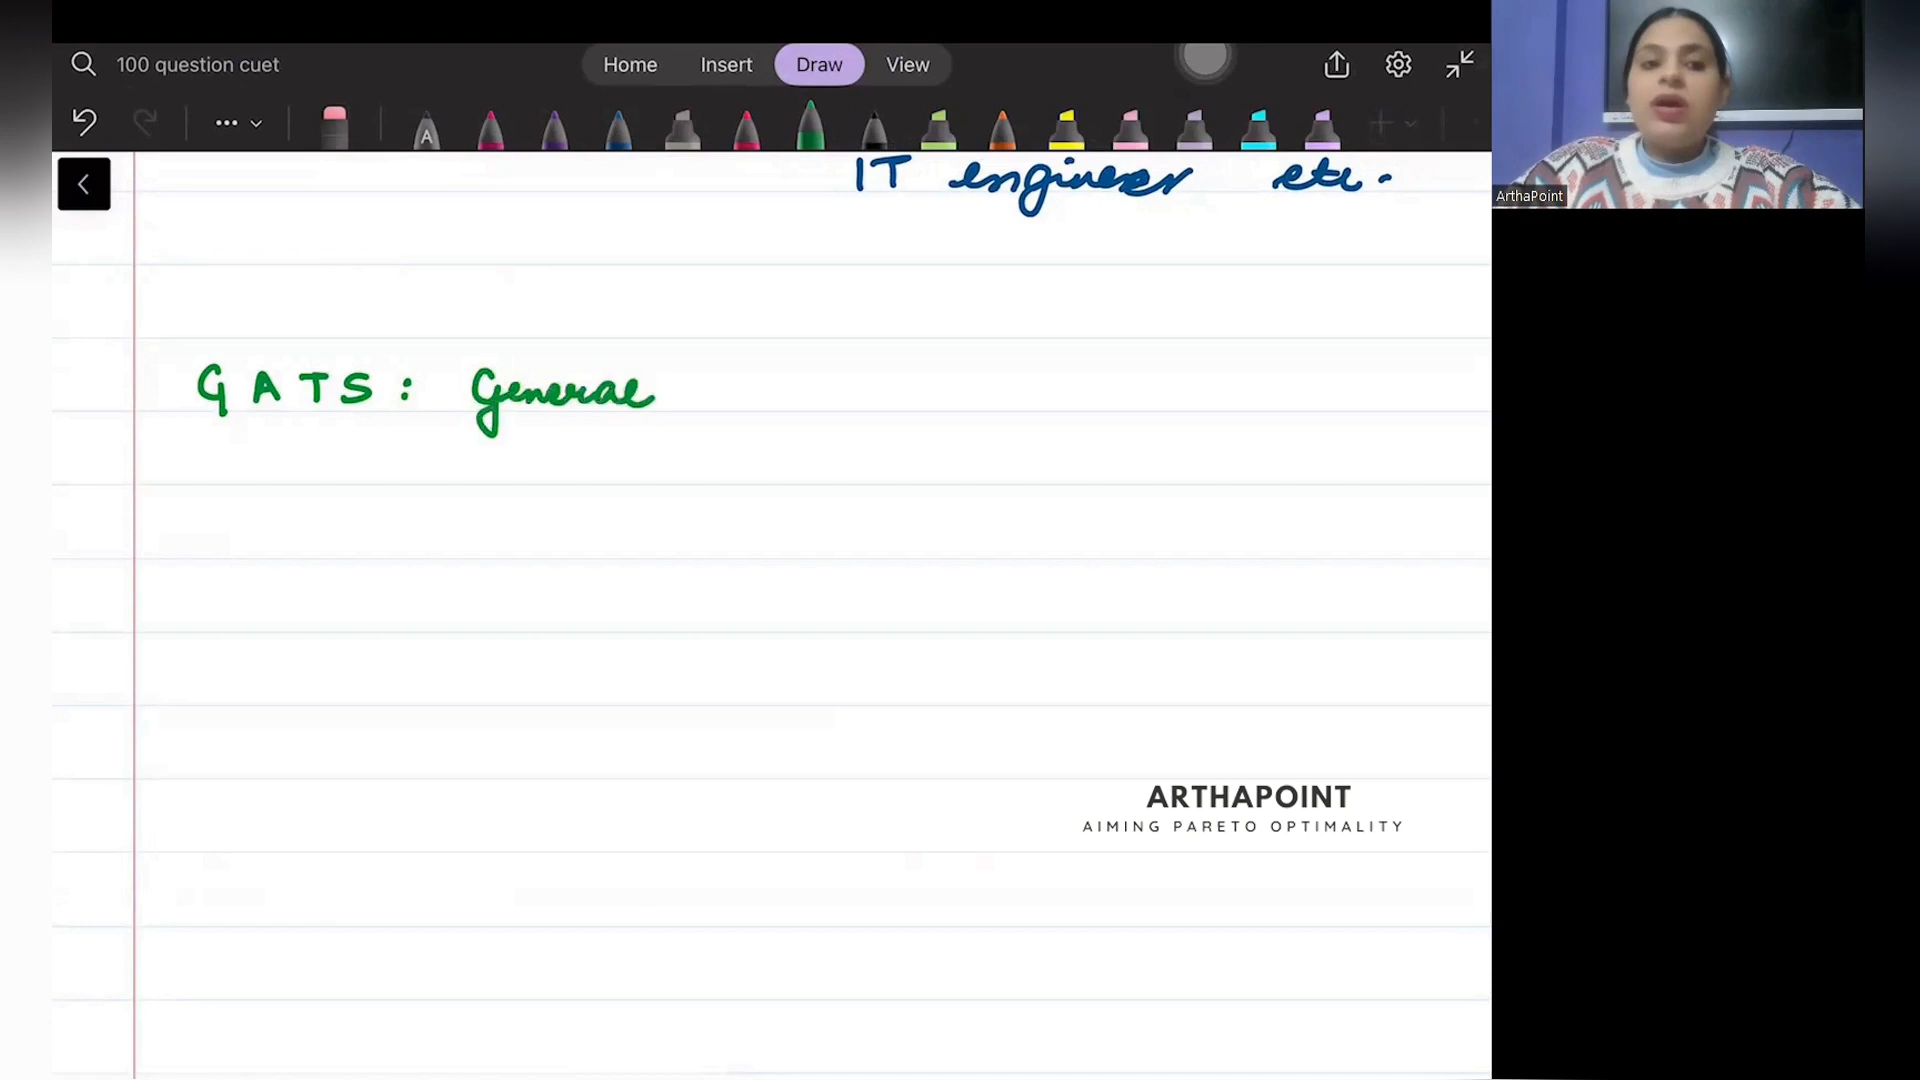 100 question cuet
Home Insert Draw View
A
IT engineer etc.
GATS: General
ArthaPoint
ARTHAPOINT
AIMING PARETO OPTIMALITY